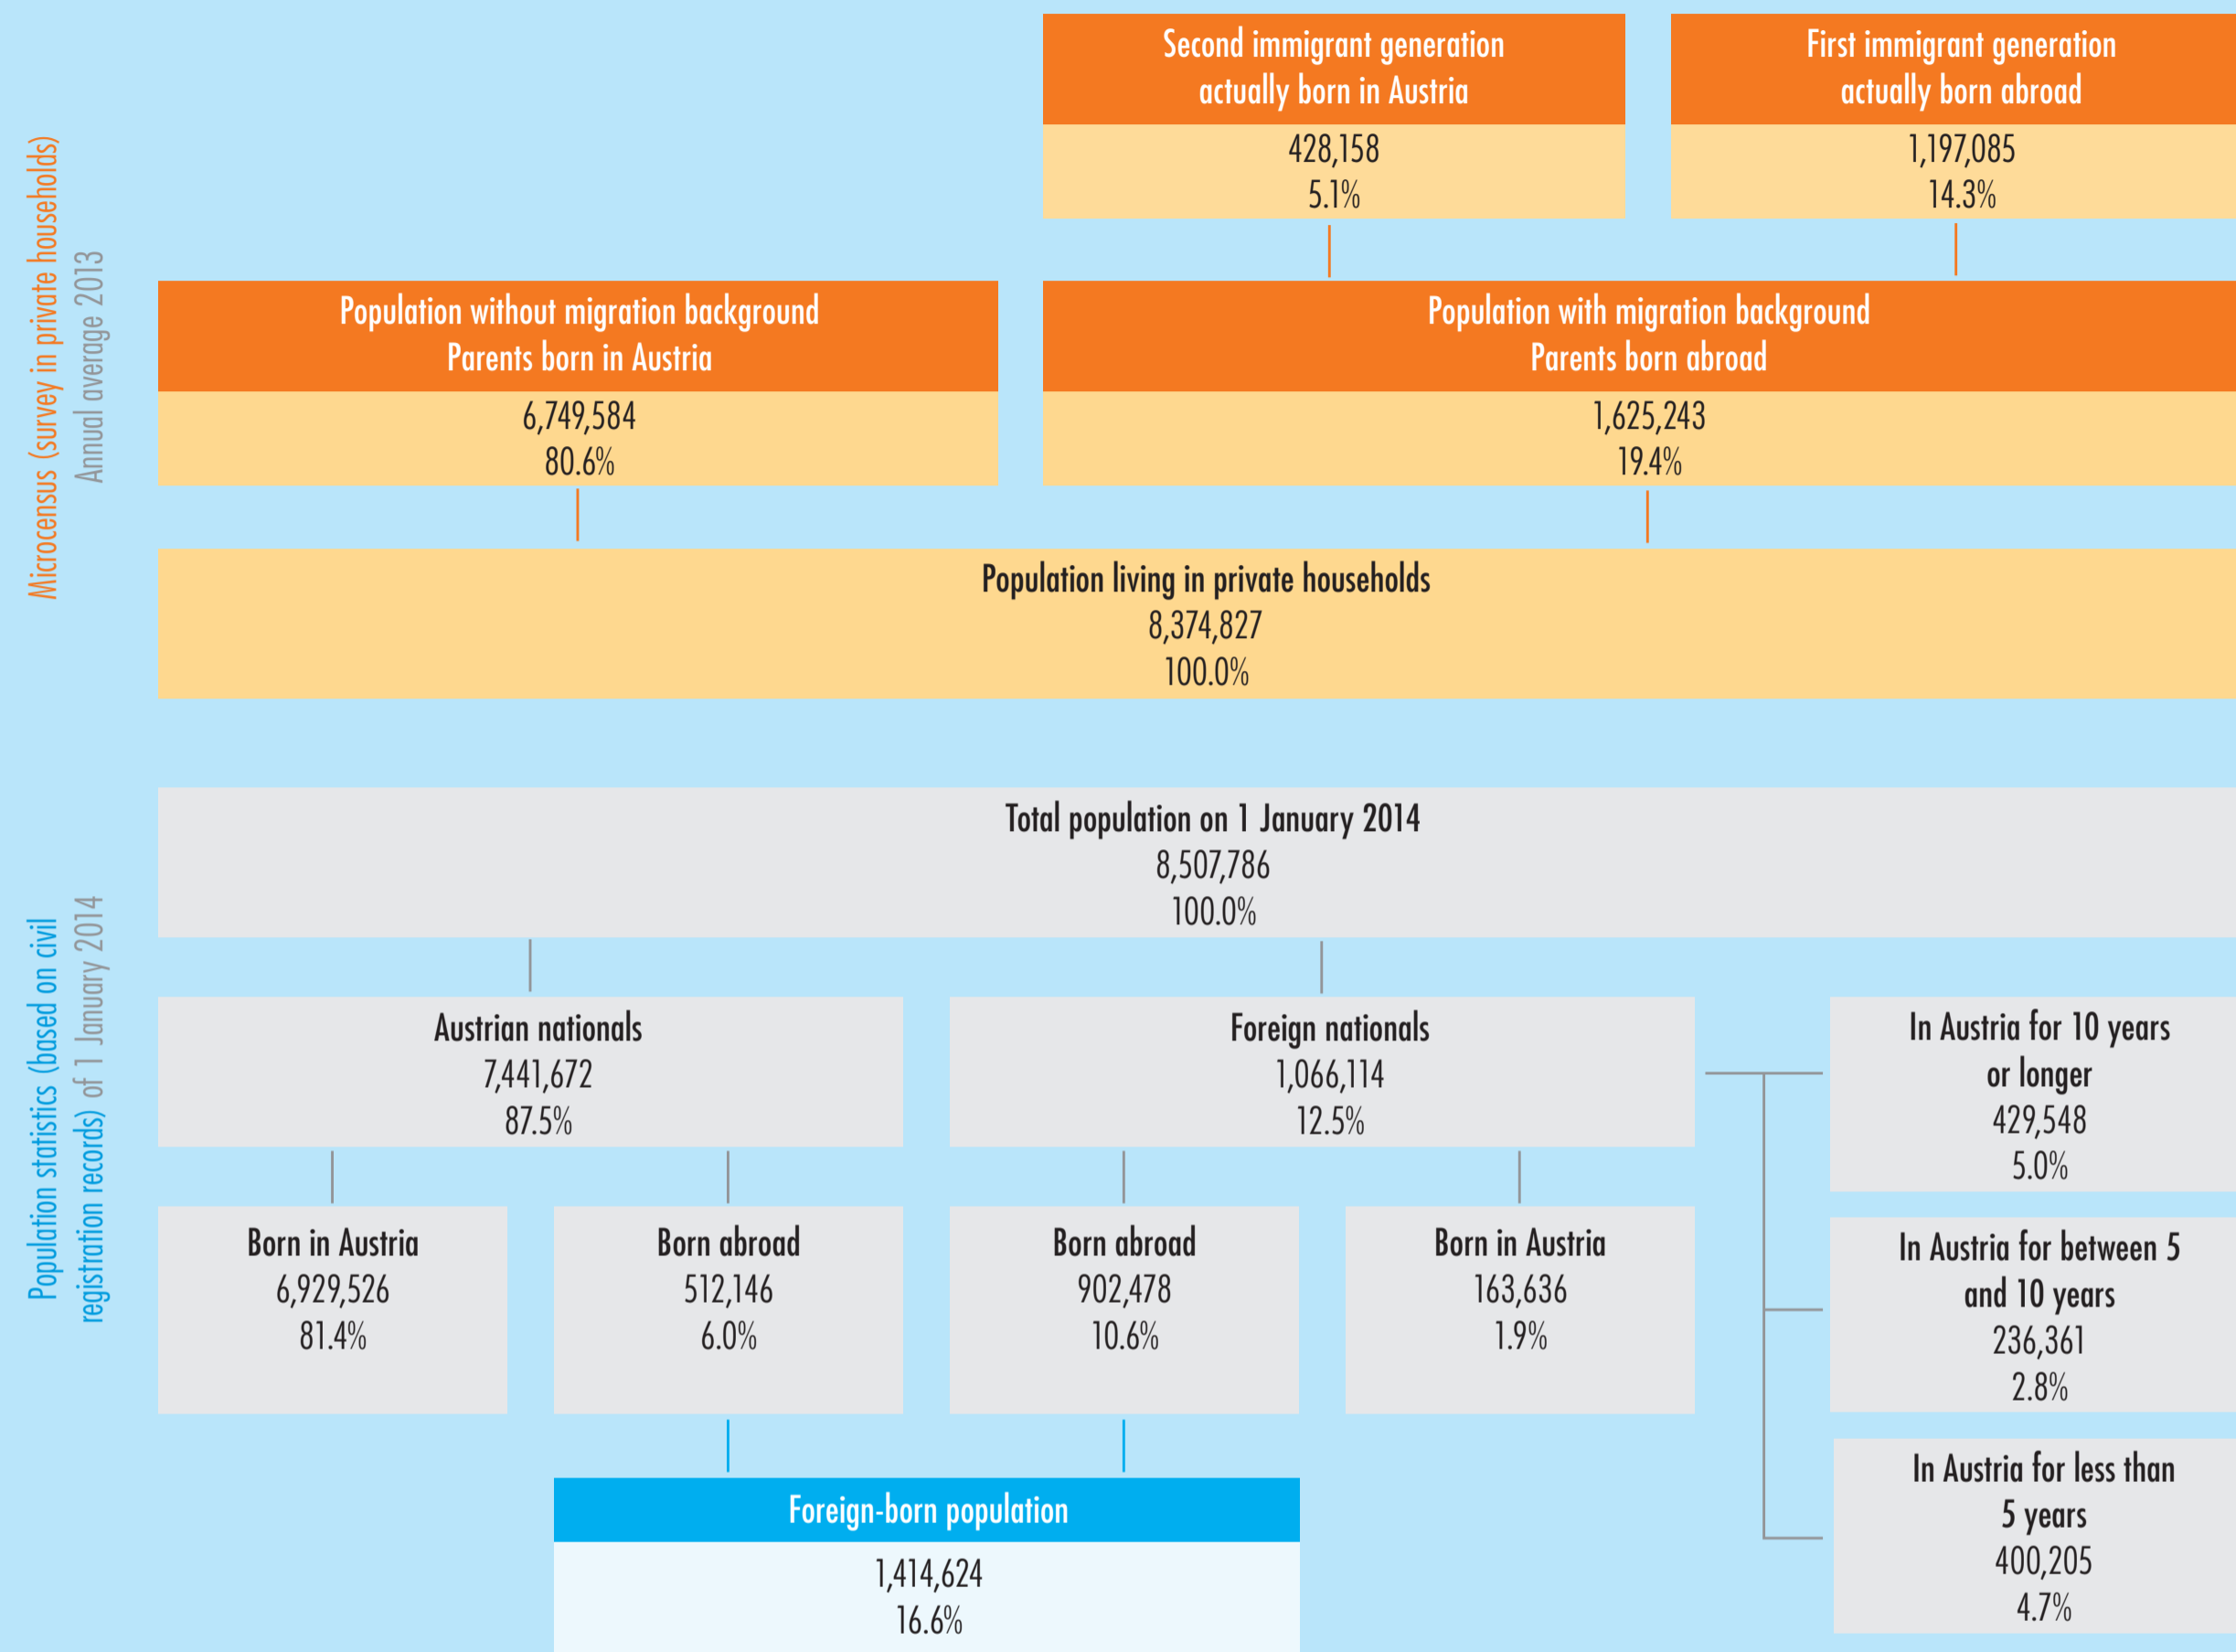 Microcensus (survey in private households)
Annual average 2013
Second immigrant generation
actually born in Austria
428,158
5.1%
First immigrant generation
actually born abroad
1,197,085
14.3%
Population without migration background
Parents born in Austria
6,749,584
80.6%
Population with migration background
Parents born abroad
1,625,243
19.4%
Population living in private households
8,374,827
100.0%
Population statistics (based on civil
registration records) of 1 January 2014
Total population on 1 January 2014
8,507,786
100.0%
Austrian nationals
7,441,672
87.5%
Foreign nationals
1,066,114
12.5%
In Austria for 10 years
or longer
429,548
5.0%
Born in Austria
6,929,526
81.4%
Born abroad
512,146
6.0%
Born abroad
902,478
10.6%
Born in Austria
163,636
1.9%
In Austria for between 5
and 10 years
236,361
2.8%
In Austria for less than
5 years
400,205
4.7%
Foreign-born population
1,414,624
16.6%